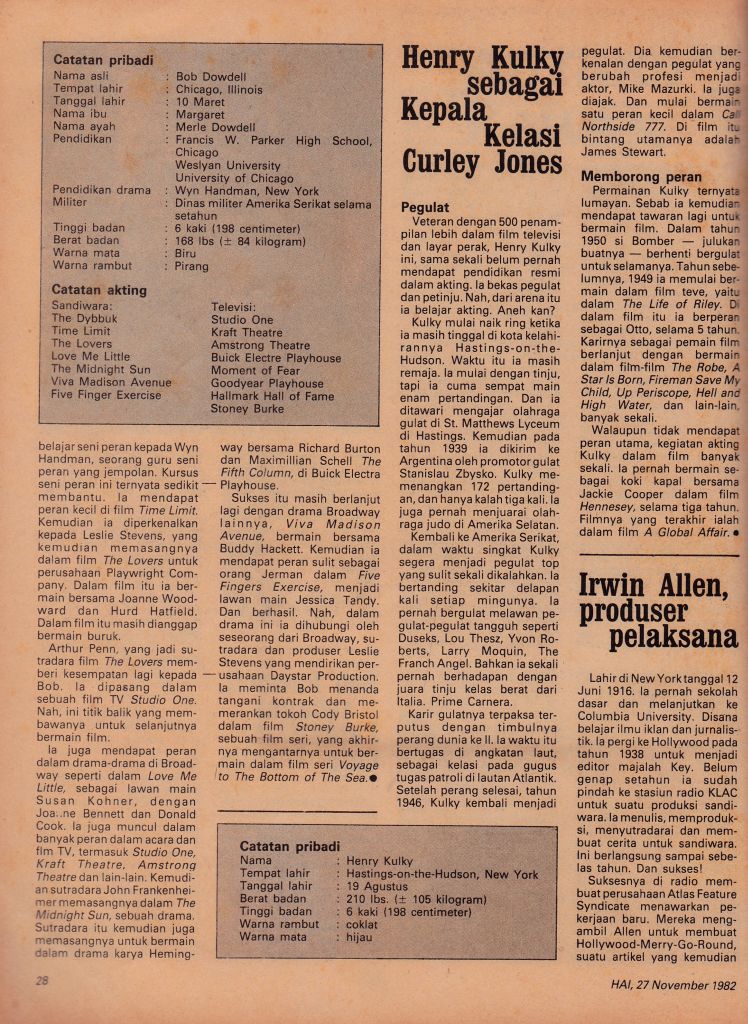 Catatan pribadi
Nama asli : Bob Dowdell
Tempat lahir : Chicago, Illinois
Tanggal lahir : 10 Maret
Nama ibu : Margaret
Nama ayah : Merle Dowdell
Pendidikan : Francis W. Parker High School,
Chicago
Weslyan University
University of Chicago
Pendidikan drama : Wyn Handman, New York
Militer : Dinas militer Amerika Serikat selama
setahun
Tinggi badan : 6 kaki (198 centimeter)
Berat badan : 168 lbs (± 84 kilogram)
Warna mata : Biru
Warna rambut : Pirang
Catatan akting
Sandiwara:
The Dybbuk
Time Limit
The Lovers
Love Me Little
The Midnight Sun
Viva Madison Avenue
Five Finger Exercise
Televisi:
Studio One
Kraft Theatre
Amstrong Theatre
Buick Electre Playhouse
Moment of Fear
Goodyear Playhouse
Hallmark Hall of Fame
Stoney Burke
belajar seni peran kepada Wyn
Handman, seorang guru seni
peran yang jempolan. Kursus
seni peran ini ternyata sedikit
membantu. Ia mendapat
peran kecil di film Time Limit.
Kemudian ia diperkenalkan
kepada Leslie Stevens, yang
kemudian memasangnya
dalam film The Lovers untuk
perusahaan Playwright Com-
pany. Dalam film itu ia ber-
main bersama Joanne Wood-
ward dan Hurd Hatfield.
Dalam film itu masih dianggap
bermain buruk.
Arthur Penn, yang jadi su-
tradara film The Lovers mem-
beri kesempatan lagi kepada
Bob. Ia dipasang dalam
sebuah film TV Studio One.
Nah, ini titik balik yang mem-
bawanya untuk selanjutnya
bermain film.
Ia juga mendapat peran
dalam drama-drama di Broad-
way seperti dalam Love Me
Little, sebagai lawan main
Susan Kohner, dengan
Joa..ne Bennett dan Donald
Cook. Ia juga muncul dalam
banyak peran dalam acara dan
flm TV, termasuk Studio One,
Kraft Theatre, Amstrong
Theatre dan lain-lain. Kemudi-
an sutradara John Frankenhei-
mer memasangnya dalam The
Midnight Sun, sebuah drama.
Sutradara itu kemudian juga
memasangnya untuk bermain
dalam drama karya Heming-
way bersama Richard Burton
dan Maximillian Schell The
Fifth Column, di Buick Electra
Playhouse.
Sukses itu masih berlanjut
lagi dengan drama Broadway
lainnya, Viva Madison
Avenue, bermain bersama
Buddy Hackett. Kemudian ia
mendapat peran sulit sebagai
orang Jerman dalam Five
Fingers Exercise, menjadi
lawan main Jessica Tandy.
Dan berhasil. Nah, dalam
drama ini ia dihubungi oleh
seseorang dari Broadway, su-
tradara dan produser Leslie
Stevens yang mendirikan per-
usahaan Daystar Production.
Ia meminta Bob menanda
tangani kontrak dan me-
merankan tokoh Cody Bristol
dalam film Stoney Burke,
sebuah film seri, yang akhir-
nya mengantarnya untuk ber-
main dalam film seri Voyage
to The Bottom of The Sea.●
Henry Kulky
sebagai
Kepala
Kelasi
Curley Jones
Pegulat
Veteran dengan 500 penam-
pilan lebih dalam film televisi
dan layar perak, Henry Kulky
ini, sama sekali belum pernah
mendapat pendidikan resmi
dalam akting. Ia bekas pegulat
dan petinju. Nah, dari arena itu
ia belajar akting. Aneh kan?
Kulky mulai naik ring ketika
ia masih tinggal di kota kelahi-
rannya Hastings-on-the-
Hudson. Waktu itu ia masih
remaja. Ia mulai dengan tinju,
tapi ia cuma sempat main
enam pertandingan. Dan ia
ditawari mengajar olahraga
gulat di St. Matthews Lyceum
di Hastings. Kemudian pada
tahun 1939 ia dikirim ke
Argentina oleh promotor gulat
Stanislau Zbysko. Kulky me-
menangkan 172 pertanding-
an, dan hanya kalah tiga kali. Ia
juga pernah menjuarai olah-
raga judo di Amerika Selatan.
Kembali ke Amerika Serikat,
dalam waktu singkat Kulky
segera menjadi pegulat top
yang sulit sekali dikalahkan. Ia
bertanding sekitar delapan
kali setiap minggunya. Ia
pernah bergulat melawan pe-
gulat-pegulat tangguh seperti
Duseks, Lou Thesz, Yvon Ro-
berts, Larry Moquin, The
Franch Angel. Bahkan ia sekali
pernah berhadapan dengan
juara tinju kelas berat dari
Italia. Prime Carnera.
Karir gulatnya terpaksa ter-
putus dengan timbulnya
perang dunia ke II. Ia waktu itu
bertugas di angkatan laut,
sebagai kelasi pada gugus
tugas patroli di lautan Atlantik.
Setelah perang selesai, tahun
1946, Kulky kembali menjadi
Catatan pribadi
Nama : Henry Kulky
Tempat lahir : Hastings-on-the-Hudson, New York
Tanggal lahir : 19 Agustus
Berat badan : 210 lbs. (± 105 kilogram)
Tinggi badan : 6 kaki (198 centimeter)
Warna rambut : coklat
Warna mata : hijau
pegulat. Dia kemudian ber-
kenalan dengan pegulat yang
berubah profesi menjadi
aktor, Mike Mazurki. Ia juga
diajak. Dan mulai bermain
satu peran kecil dalam Call
Northside 777. Di film itu
bintang utamanya adalah
James Stewart.
Memborong peran
Permainan Kulky ternyata
lumayan. Sebab ia kemudian
mendapat tawaran lagi untuk
bermain film. Dalam tahun
1950 si Bomber — julukan
buatnya — berhenti bergulat
untuk selamanya. Tahun sebe-
lumnya, 1949 ia memulai ber-
main dalam film teve, yaitu
dalam The Life of Riley. Di
dalam film itu ia berperan
sebagai Otto, selama 5 tahun.
Karirnya sebagai pemain film
berlanjut dengan bermain
dalam film-film The Robe, A
Star Is Born, Fireman Save My
Child, Up Periscope, Hell and
High Water, dan lain-lain,
banyak sekali.
Walaupun tidak mendapat
peran utama, kegiatan akting
Kulky dalam film banyak
sekali. Ia pernah bermain se-
bagai koki kapal bersama
Jackie Cooper dalam film
Hennesey, selama tiga tahun.
Filmnya yang terakhir ialah
dalam film A Global Affair.●
Irwin Allen,
produser
pelaksana
Lahir di New York tanggal 12
Juni 1916. Ia pernah sekolah
dasar dan melanjutkan ke
Columbia University. Disana
belajar ilmu iklan dan jurnalis-
tik. Ia pergi ke Hollywood pada
tahun 1938 untuk menjadi
editor majalah Key. Belum
genap setahun ia sudah
pindah ke stasiun radio KLAC
untuk suatu produksi sandi-
wara. Ia menulis, memproduk-
si, menyutradarai dan mem-
buat cerita untuk sandiwara.
Ini berlangsung sampai sebe-
las tahun. Dan sukses!
Suksesnya di radio mem-
buat perusahaan Atlas Feature
Syndicate menawarkan pe-
kerjaan baru. Mereka meng-
ambil Allen untuk membuat
Hollywood-Merry-Go-Round,
suatu artikel yang kemudian
28
HAI, 27 November 1982